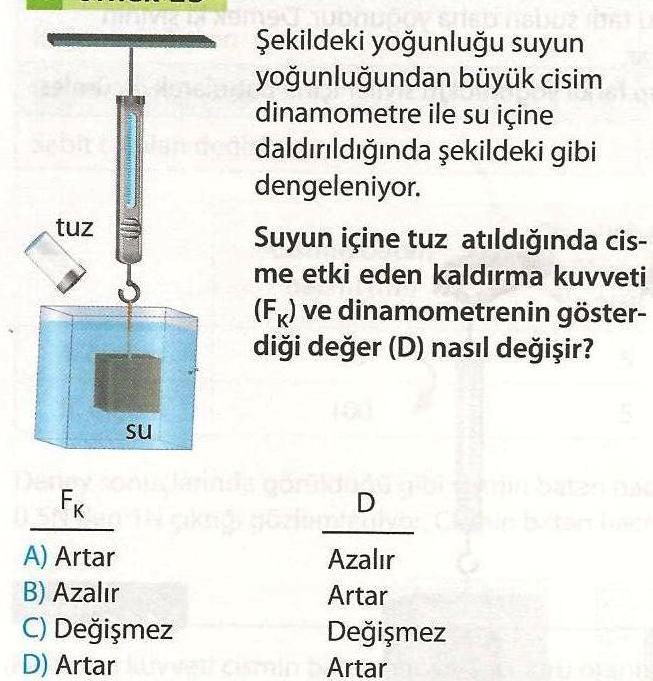 Şekildeki yoğunluğu suyun
yoğunluğundan büyük cisim
dinamometre ile su içine
daldırıldığında şekildeki gibi
dengeleniyor.
tuz
Suyun içine tuz atıldığında cis-
me etki eden kaldırma kuvveti
(FK) ve dinamometrenin göster-
diği değer (D) nasıl değişir?
su
FK D
A) Artar Azalır
B) Azalır Artar
C) Değişmez Değişmez
D) Artar Artar